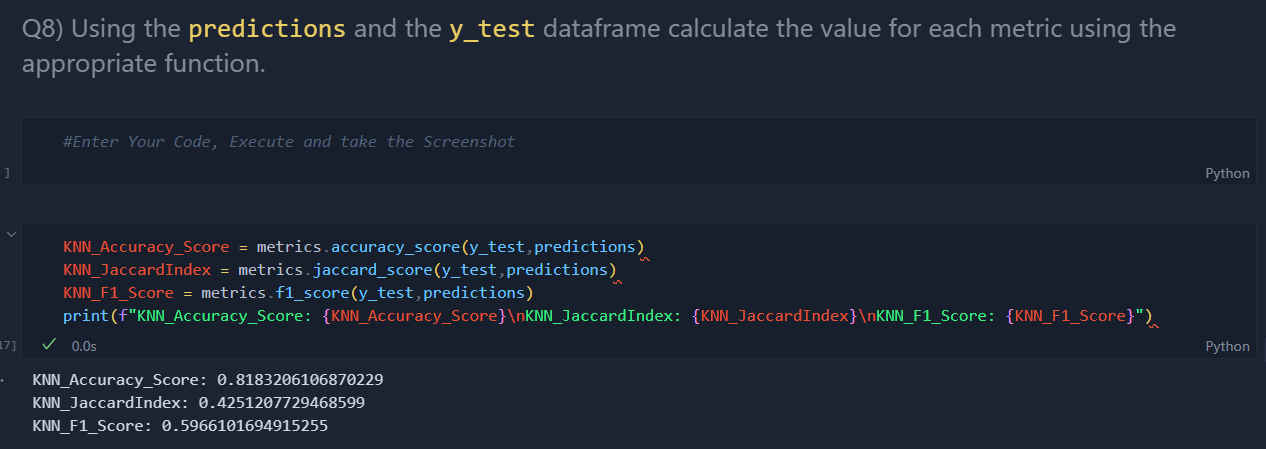 Q8) Using the predictions and the y_test dataframe calculate the value for each metric using the
appropriate function.
#Enter Your Code, Execute and take the Screenshot
]
Python
KNN_Accuracy_Score = metrics.accuracy_score(y_test,predictions)
KNN_JaccardIndex = metrics.jaccard_score(y_test,predictions)
KNN_F1_Score = metrics.f1_score(y_test,predictions)
print(f"KNN_Accuracy_Score: {KNN_Accuracy_Score}\nKNN_JaccardIndex: {KNN_JaccardIndex}\nKNN_F1_Score: {KNN_F1_Score}")
17] 0.0s
Python
KNN_Accuracy_Score: 0.8183206106870229
KNN_JaccardIndex: 0.4251207729468599
KNN_F1_Score: 0.5966101694915255